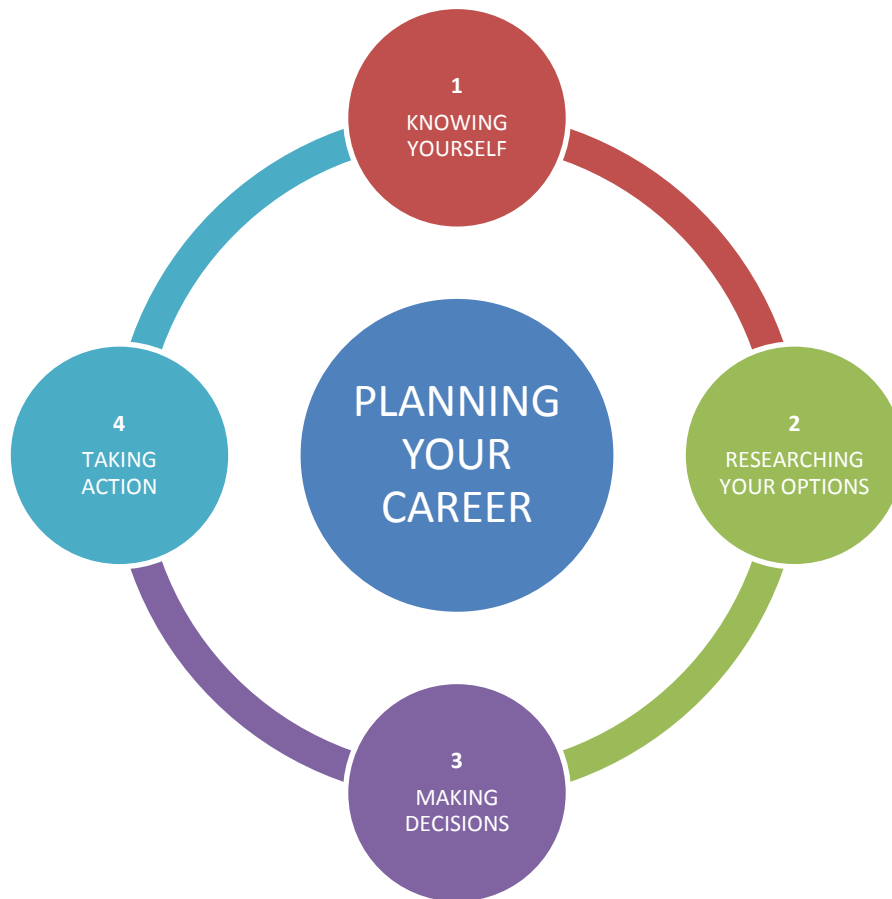 1
KNOWING
YOURSELF
2
RESEARCHING
YOUR OPTIONS
3
MAKING
DECISIONS
4
TAKING
ACTION
PLANNING
YOUR
CAREER